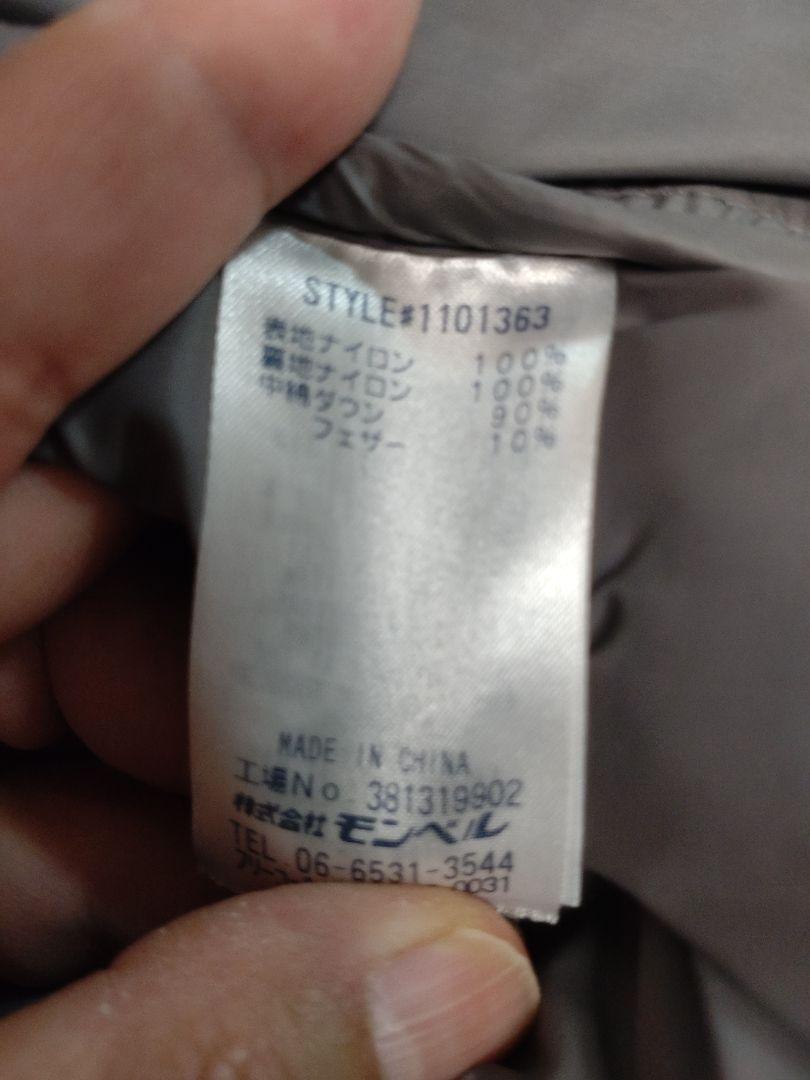 STYLE#1101363
表地ナイロン 100%
裏地ナイロン 100%
中綿ダウン 90%
フェザー 10%
MADE IN CHINA
工場No. 381319902
株式会社 モンベル
TEL 06-6531-3544
0031